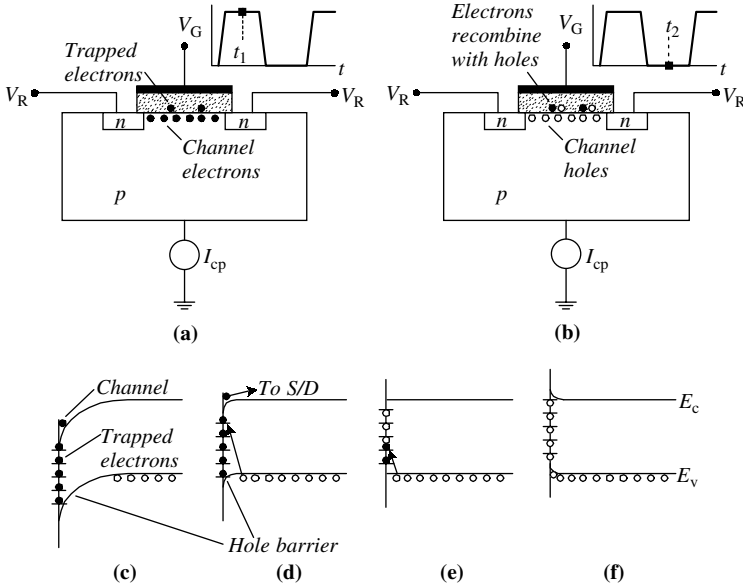 V_G
t_1
t
Trapped
electrons
V_R
V_R
n
n
Channel
electrons
p
I_cp
(a)
Electrons
recombine
with holes
V_G
t_2
t
V_R
V_R
n
n
Channel
holes
p
I_cp
(b)
Channel
Trapped
electrons
To S/D
Hole barrier
E_c
E_v
(c)
(d)
(e)
(f)